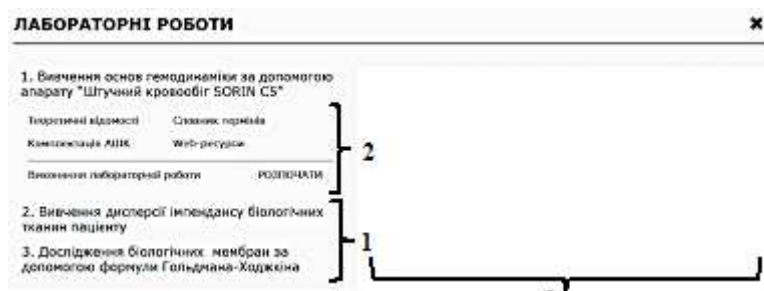 ЛАБОРАТОРНІ РОБОТИ
1. Вивчення основ гемодинаміки за допомогою
апарату "Штучний кровообіг SORIN C5"
Теоретичні відомості Словник термінів
Комплектація АШК Web-ресурси
Виконання лабораторної роботи РОЗПОЧАТИ
2
2. Вивчення дисперсії імпендансу біологічних
тканин пацієнту
3. Дослідження біологічних мембран за
допомогою формули Гольдмана-Ходжкіна
1